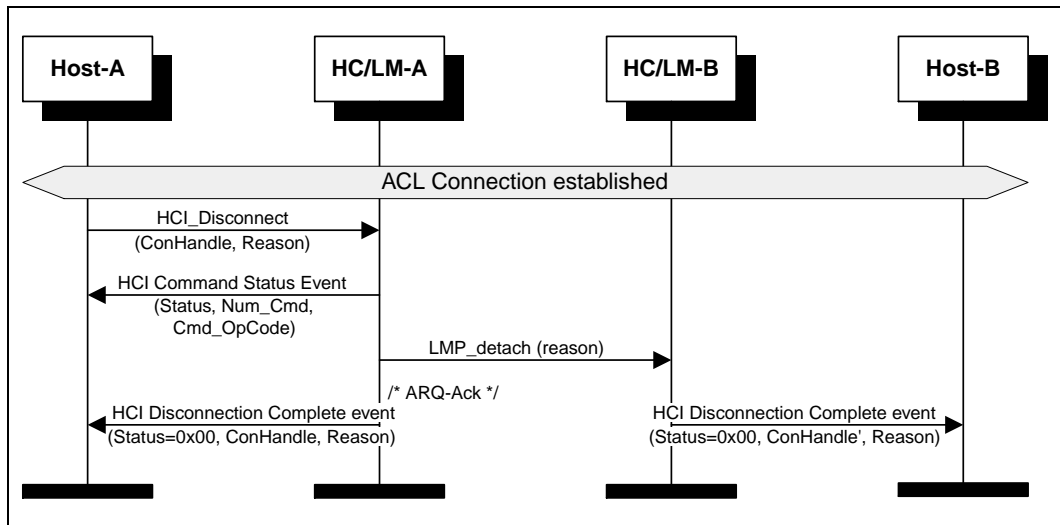 Host-A HC/LM-A HC/LM-B Host-B
ACL Connection established
HCI_Disconnect
(ConHandle, Reason)
HCI Command Status Event
(Status, Num_Cmd,
Cmd_OpCode)
LMP_detach (reason)
/* ARQ-Ack */
HCI Disconnection Complete event
(Status=0x00, ConHandle, Reason)
HCI Disconnection Complete event
(Status=0x00, ConHandle', Reason)